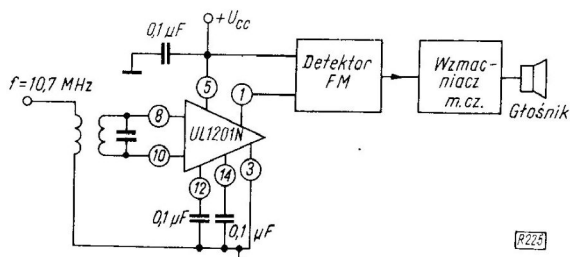 0,1 µF
+U_CC
Detektor
FM
Wzmac-
niacz
m.cz.
Głośnik
f=10,7 MHz
5
1
8
UL1201N
10
3
12
14
0,1 µF
0,1 µF
R225